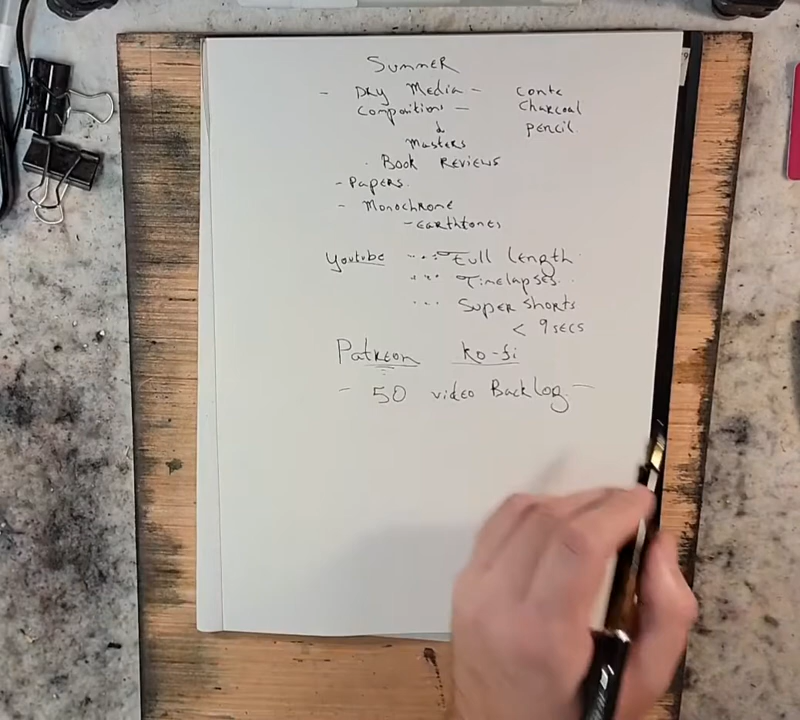 Summer
- Dry Media - conte
Compositions - Charcoal
& pencil
Masters
. Book Reviews
- Papers.
- Monochrome
- earthtones
Youtube ... Full length
... Timelapses.
... Super shorts
< 9 secs
Patreon Ko-fi
- 50 video Backlog. -